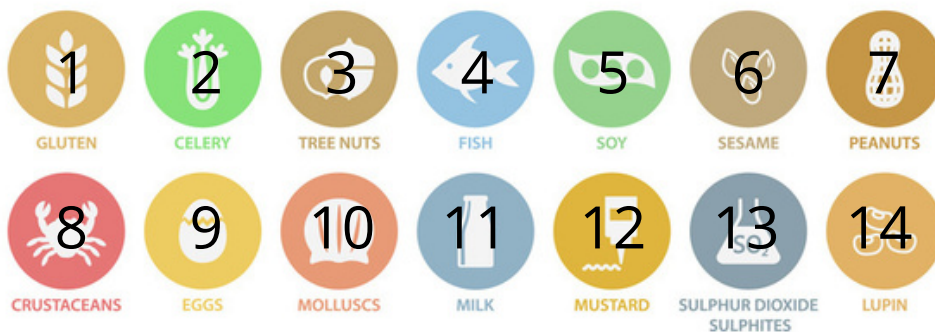 1 2 3 4 5 6 7
GLUTEN CELERY TREE NUTS FISH SOY SESAME PEANUTS
8 9 10 11 12 13 14
SO2
CRUSTACEANS EGGS MOLLUSCS MILK MUSTARD SULPHUR DIOXIDE LUPIN
SULPHITES